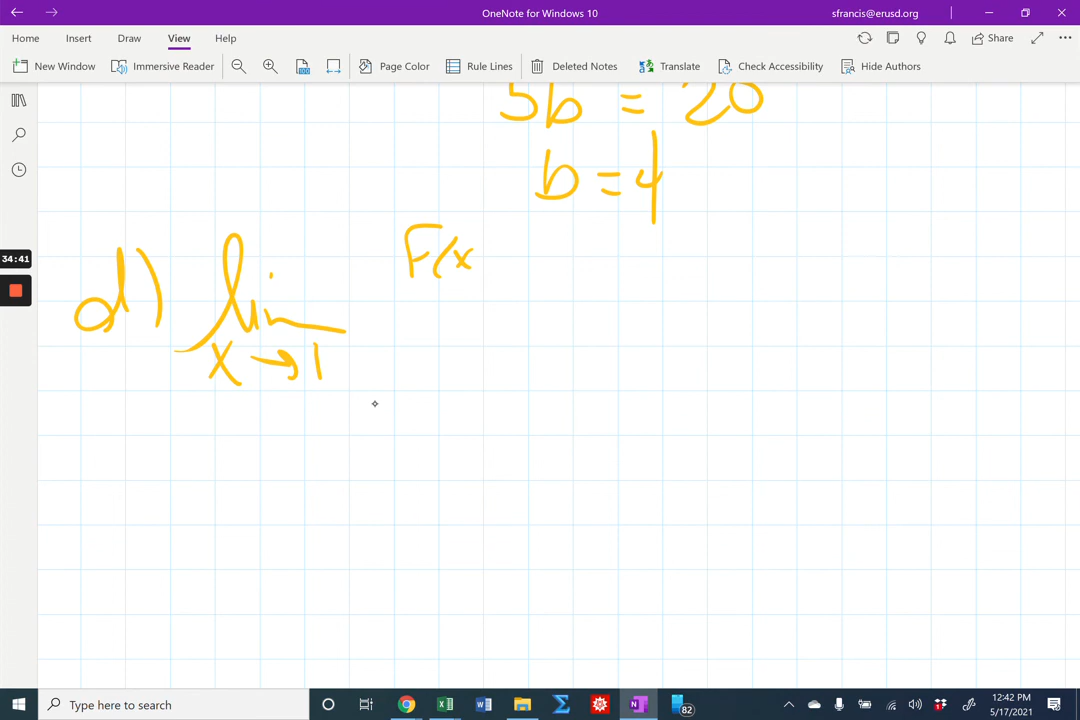 OneNote for Windows 10
sfrancis@erusd.org
Home Insert Draw View Help
Share
New Window Immersive Reader Page Color Rule Lines Deleted Notes Translate Check Accessibility Hide Authors
5b = 20
b = 4
34:41
d) lim F(x
x → 1
Type here to search
82
12:42 PM
5/17/2021